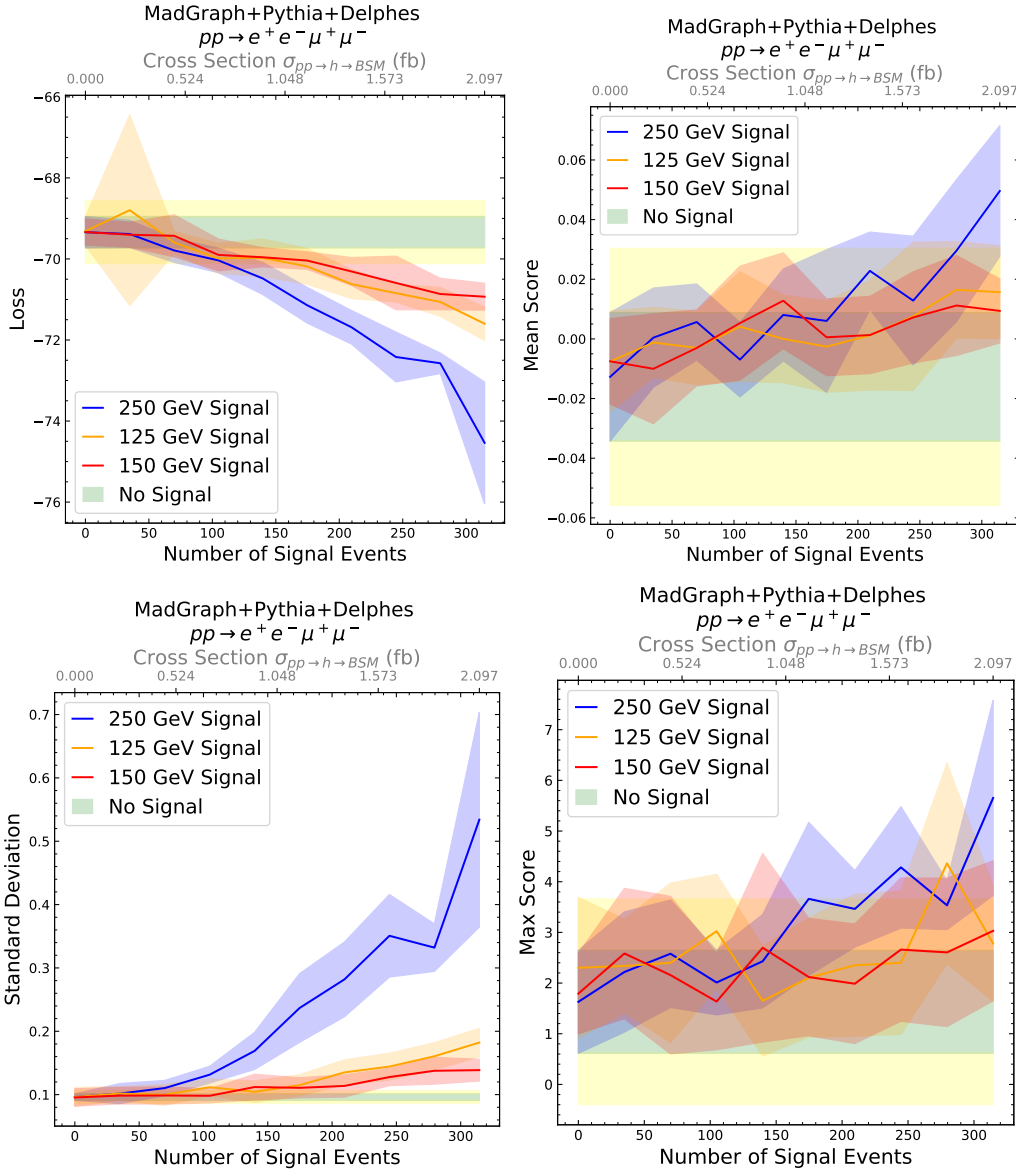 MadGraph+Pythia+Delphes
pp → e⁺e⁻μ⁺μ⁻
Cross Section σ_{pp→h→BSM} (fb)
0.000 0.524 1.048 1.573 2.097
−66
−68
−70
−72
−74
−76
Loss
250 GeV Signal
125 GeV Signal
150 GeV Signal
No Signal
0 50 100 150 200 250 300
Number of Signal Events
MadGraph+Pythia+Delphes
pp → e⁺e⁻μ⁺μ⁻
Cross Section σ_{pp→h→BSM} (fb)
0.000 0.524 1.048 1.573 2.097
0.06
0.04
0.02
0.00
−0.02
−0.04
−0.06
Mean Score
250 GeV Signal
125 GeV Signal
150 GeV Signal
No Signal
0 50 100 150 200 250 300
Number of Signal Events
MadGraph+Pythia+Delphes
pp → e⁺e⁻μ⁺μ⁻
Cross Section σ_{pp→h→BSM} (fb)
0.000 0.524 1.048 1.573 2.097
0.7
0.6
0.5
0.4
0.3
0.2
0.1
Standard Deviation
250 GeV Signal
125 GeV Signal
150 GeV Signal
No Signal
0 50 100 150 200 250 300
Number of Signal Events
MadGraph+Pythia+Delphes
pp → e⁺e⁻μ⁺μ⁻
Cross Section σ_{pp→h→BSM} (fb)
0.000 0.524 1.048 1.573 2.097
7
6
5
4
3
2
1
0
Max Score
250 GeV Signal
125 GeV Signal
150 GeV Signal
No Signal
0 50 100 150 200 250 300
Number of Signal Events